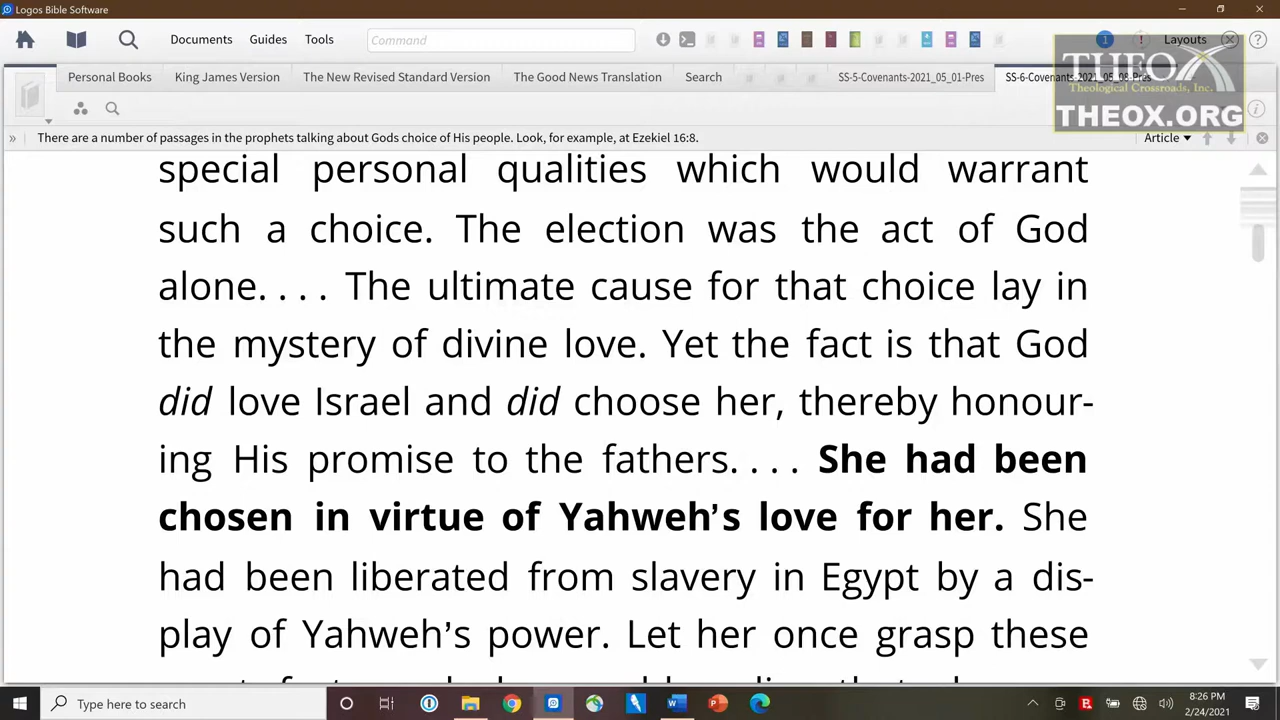 Logos Bible Software
Documents Guides Tools Command Layouts
THEOX
Theological Crossroads, Inc.
THEOX.ORG
Personal Books King James Version The New Revised Standard Version The Good News Translation Search SS-5-Covenants-2021_05_01-Pres
There are a number of passages in the prophets talking about Gods choice of His people. Look, for example, at Ezekiel 16:8. Article
special personal qualities which would warrant
such a choice. The election was the act of God
alone. . . . The ultimate cause for that choice lay in
the mystery of divine love. Yet the fact is that God
did love Israel and did choose her, thereby honour-
ing His promise to the fathers. . . . She had been
chosen in virtue of Yahweh's love for her. She
had been liberated from slavery in Egypt by a dis-
play of Yahweh's power. Let her once grasp these
Type here to search
8:26 PM
2/24/2021